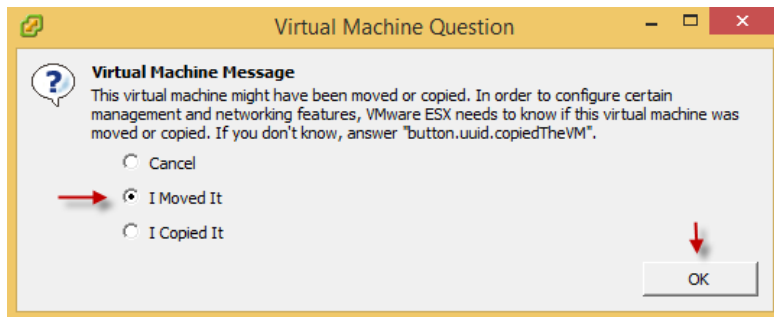 Virtual Machine Question
Virtual Machine Message
This virtual machine might have been moved or copied. In order to configure certain
management and networking features, VMware ESX needs to know if this virtual machine was
moved or copied. If you don't know, answer "button.uuid.copiedTheVM".
Cancel
I Moved It
I Copied It
OK